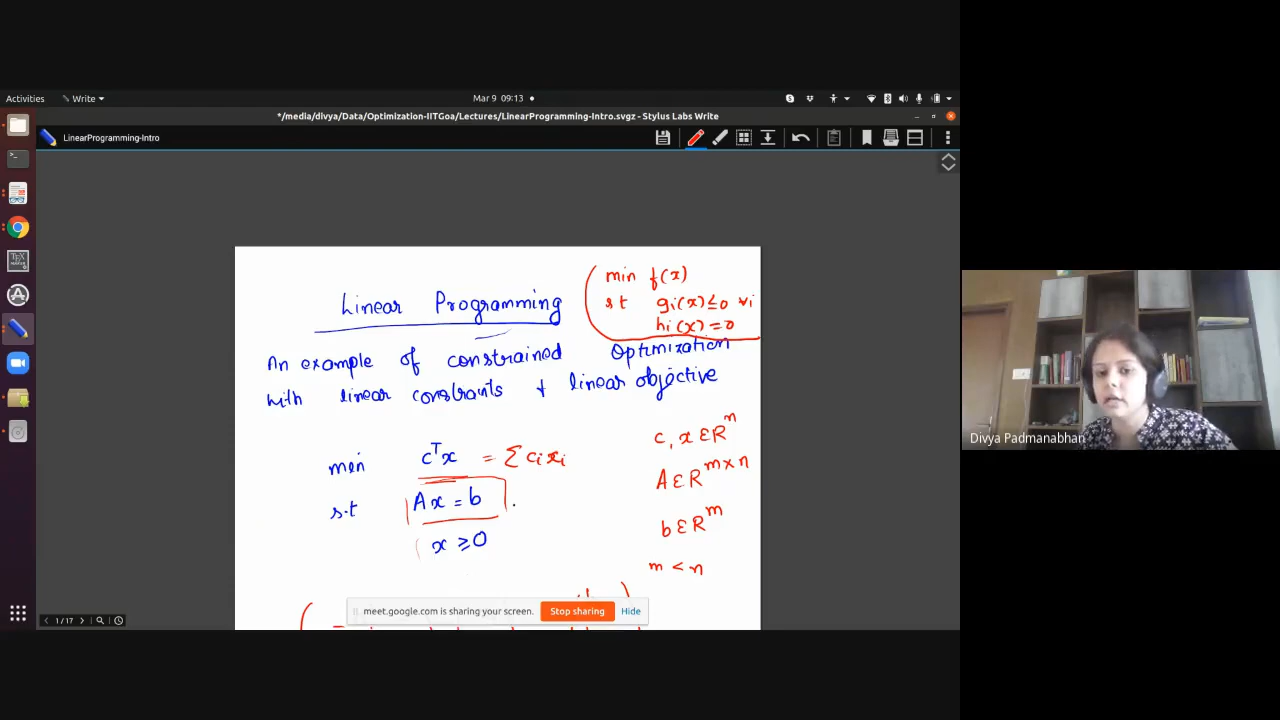 Activities
Write
Mar 9 09:13
*/media/divya/Data/Optimization-IITGoa/Lectures/LinearProgramming-Intro.svgz - Stylus Labs Write
LinearProgramming-Intro
Linear Programming
min f(x)
st gi(x) ≤ 0 ∀i
hi(x) = 0
An example of constrained Optimization
with linear constraints + linear objective
min cᵀx = Σ cixi
s.t Ax = b .
x ≥ 0
c, x ∈ Rⁿ
A ∈ R^m×n
b ∈ R^m
m < n
meet.google.com is sharing your screen.
Stop sharing
Hide
1/17
Divya Padmanabhan